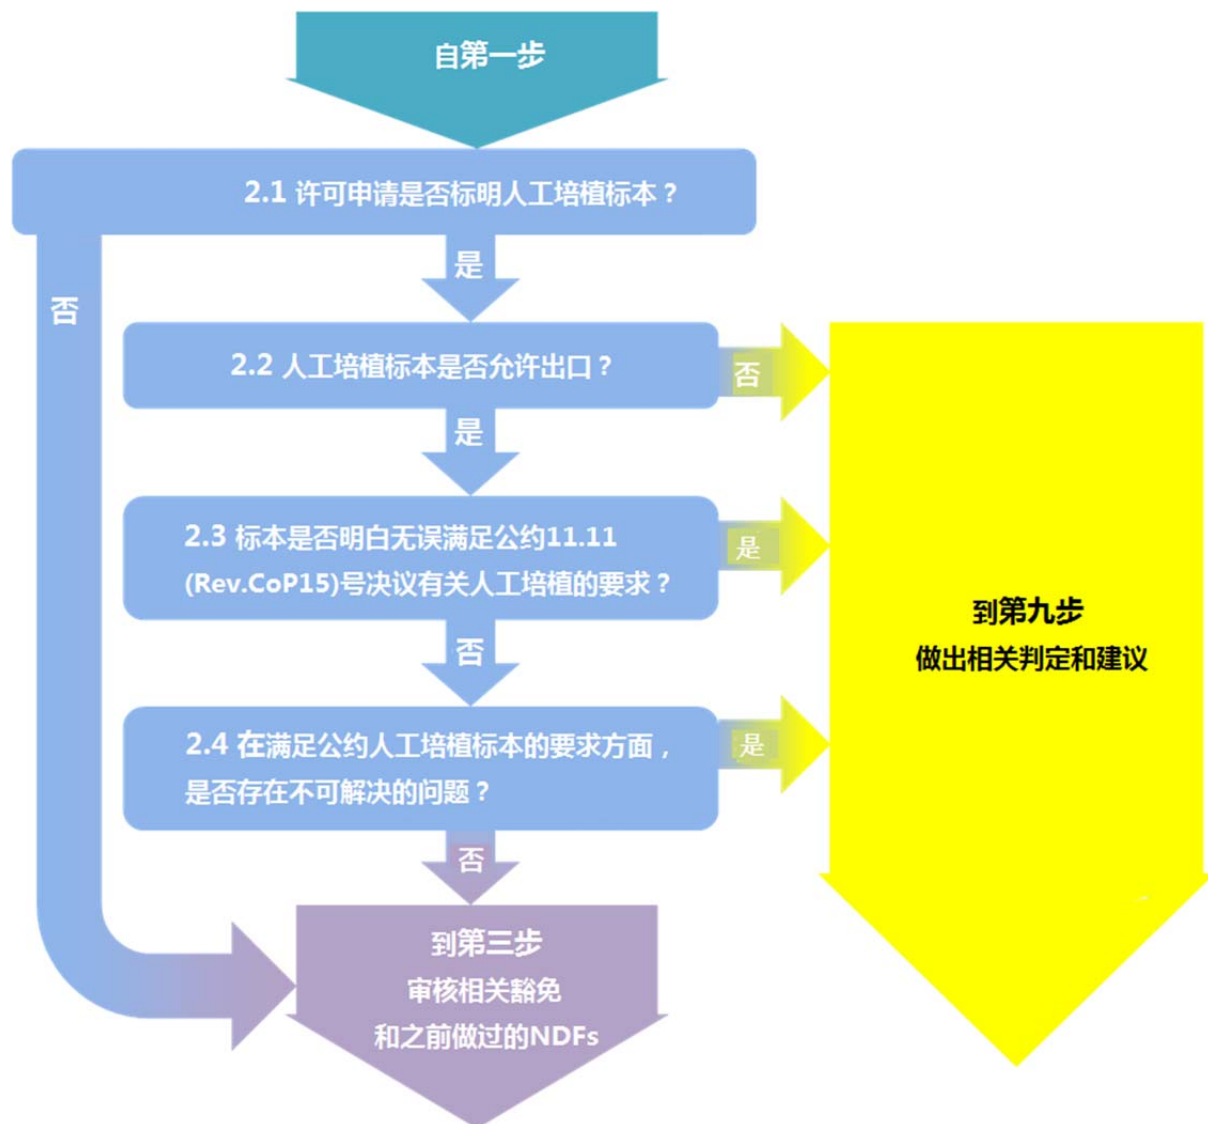 自第一步
2.1 许可申请是否标明人工培植标本？
是
否
2.2 人工培植标本是否允许出口？
否
是
2.3 标本是否明白无误满足公约11.11
(Rev.CoP15)号决议有关人工培植的要求？
是
否
2.4 在满足公约人工培植标本的要求方面，
是否存在不可解决的问题？
是
否
到第九步
做出相关判定和建议
到第三步
审核相关豁免
和之前做过的NDFs